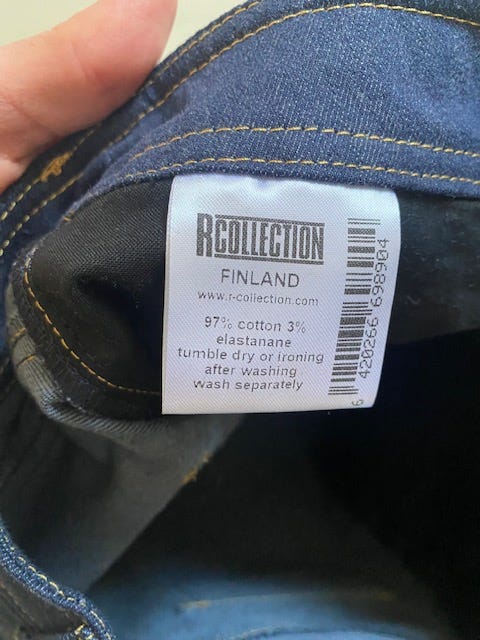 RCOLLECTION
FINLAND
www.r-collection.com
97% cotton 3%
elastanane
tumble dry or ironing
after washing
wash separately
6 420266 698904